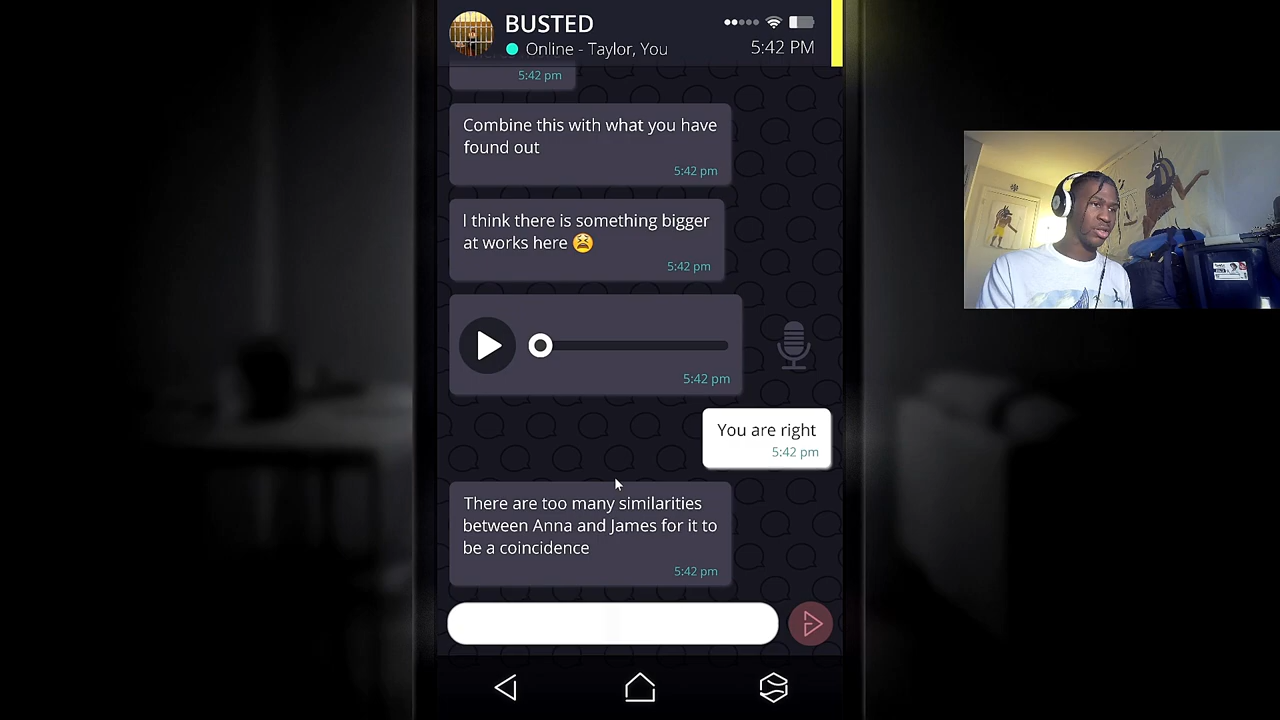 BUSTED
Online - Taylor, You
5:42 PM
5:42 pm
Combine this with what you have
found out
5:42 pm
I think there is something bigger
at works here 😫
5:42 pm
5:42 pm
You are right
5:42 pm
There are too many similarities
between Anna and James for it to
be a coincidence
5:42 pm